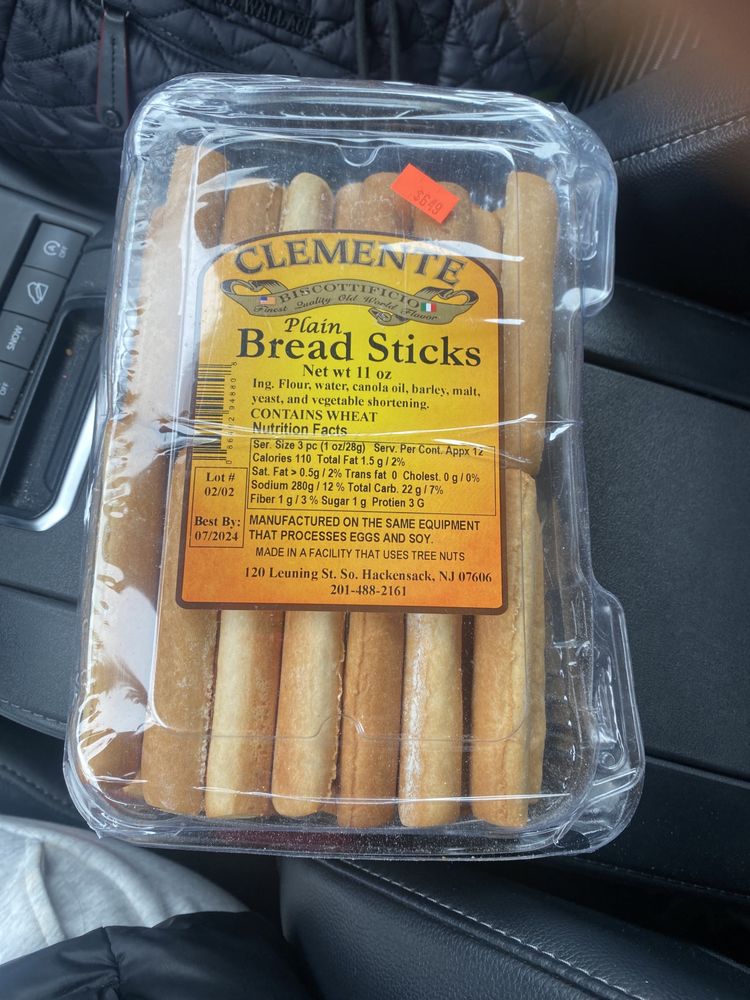 WALLACE
$6.49
CLEMENTE
BISCOTTIFICIO
Finest Quality Old World Flavor
Plain
Bread Sticks
Net wt 11 oz
Ing. Flour, water, canola oil, barley, malt,
yeast, and vegetable shortening.
CONTAINS WHEAT
Nutrition Facts
Ser. Size 3 pc (1 oz/28g) Serv. Per Cont. Appx 12
Calories 110 Total Fat 1.5 g / 2%
Sat. Fat > 0.5g / 2% Trans fat 0 Cholest. 0 g / 0%
Sodium 280g / 12 % Total Carb. 22 g / 7%
Fiber 1 g / 3 % Sugar 1 g Protien 3 G
Lot #
02/02
Best By:
07/2024
MANUFACTURED ON THE SAME EQUIPMENT
THAT PROCESSES EGGS AND SOY.
MADE IN A FACILITY THAT USES TREE NUTS
120 Leuning St. So. Hackensack, NJ 07606
201-488-2161
OFF
SNOW
OFF